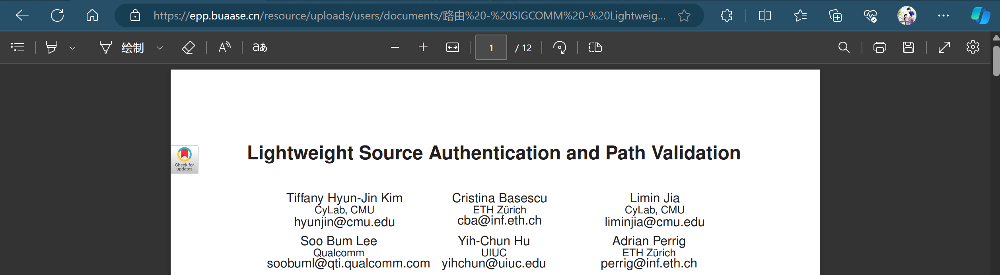 https://epp.buaase.cn/resource/uploads/users/documents/路由%20-%20SIGCOMM%20-%20Lightweig...
绘制
aあ
1 / 12
Check for
updates
Lightweight Source Authentication and Path Validation
Tiffany Hyun-Jin Kim
CyLab, CMU
hyunjin@cmu.edu
Cristina Basescu
ETH Zürich
cba@inf.eth.ch
Limin Jia
CyLab, CMU
liminjia@cmu.edu
Soo Bum Lee
Qualcomm
soobuml@qti.qualcomm.com
Yih-Chun Hu
UIUC
yihchun@uiuc.edu
Adrian Perrig
ETH Zürich
perrig@inf.eth.ch